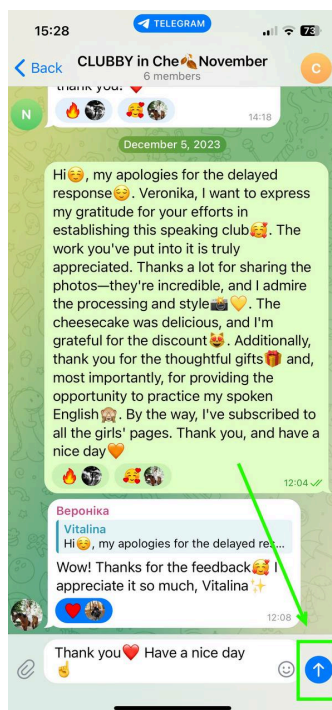 15:28
TELEGRAM
73
Back
CLUBBY in Che🍂November
6 members
C
thank you! ❤️
N
🔥 🥰
14:18
December 5, 2023
Hi😊, my apologies for the delayed
response😌. Veronika, I want to express
my gratitude for your efforts in
establishing this speaking club🥰. The
work you've put into it is truly
appreciated. Thanks a lot for sharing the
photos—they're incredible, and I admire
the processing and style📸💛. The
cheesecake was delicious, and I'm
grateful for the discount😻. Additionally,
thank you for the thoughtful gifts🎁 and,
most importantly, for providing the
opportunity to practice my spoken
English🙈. By the way, I've subscribed to
all the girls' pages. Thank you, and have a
nice day🧡
🔥 🥰
12:04
Вероніка
Vitalina
Hi😊, my apologies for the delayed res...
Wow! Thanks for the feedback🥰 I
appreciate it so much, Vitalina✨
❤️
12:08
Thank you❤️ Have a nice day
☝️